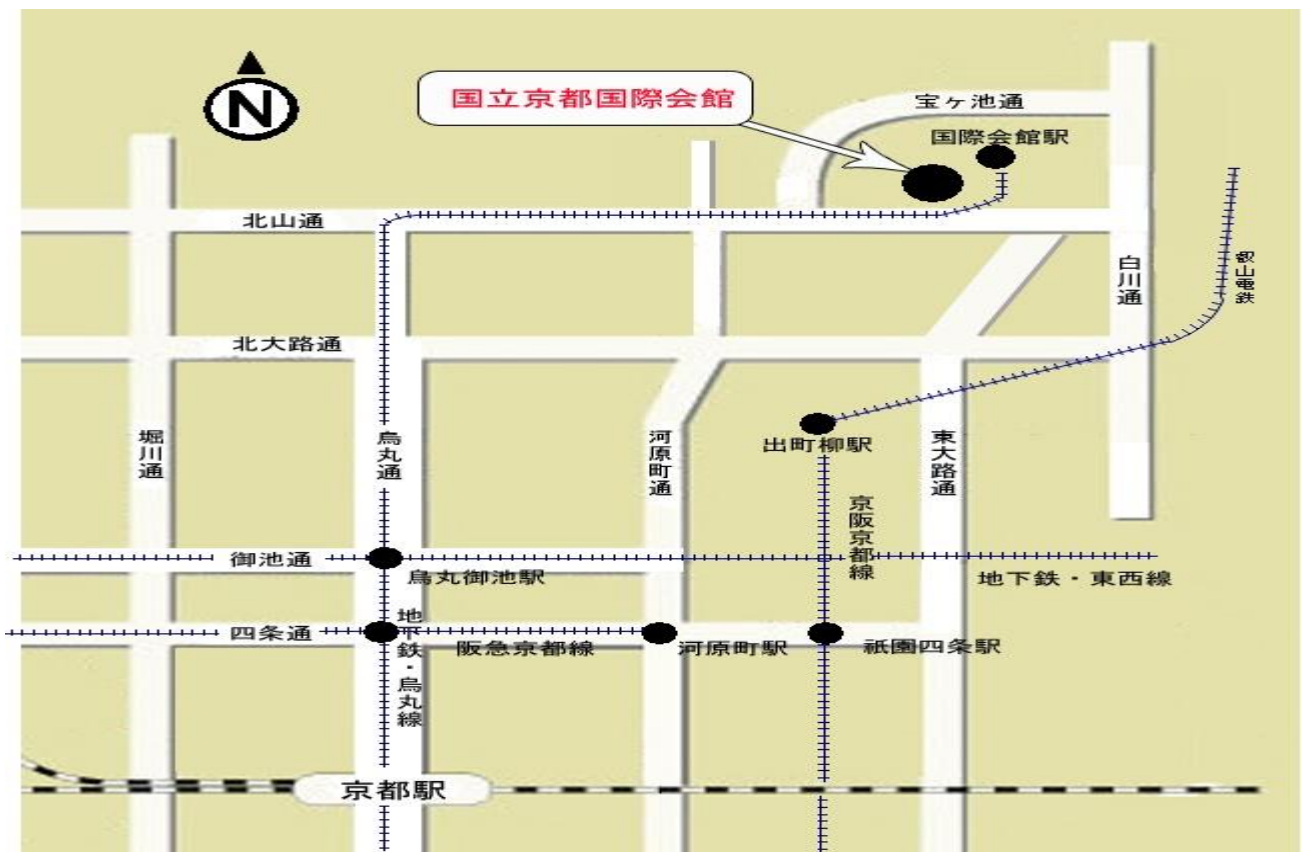 N
国立京都国際会館
宝ヶ池通
国際会館駅
北山通
白川通
叡山電鉄
北大路通
堀川通
烏丸通
河原町通
出町柳駅
東大路通
京阪京都線
御池通
烏丸御池駅
地下鉄・東西線
四条通
地下鉄・烏丸線
阪急京都線
河原町駅
祇園四条駅
京都駅